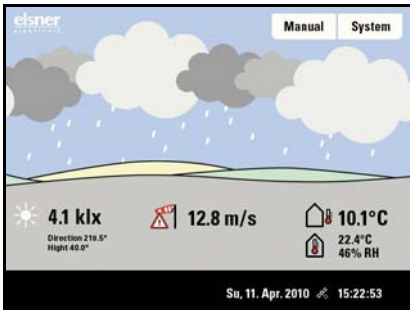 elsner
elektronik
Manual
System
4.1 klx
Direction 218.5°
Hight 40.0°
12.8 m/s
10.1°C
22.4°C
46% RH
Su, 11. Apr. 2010
15:22:53